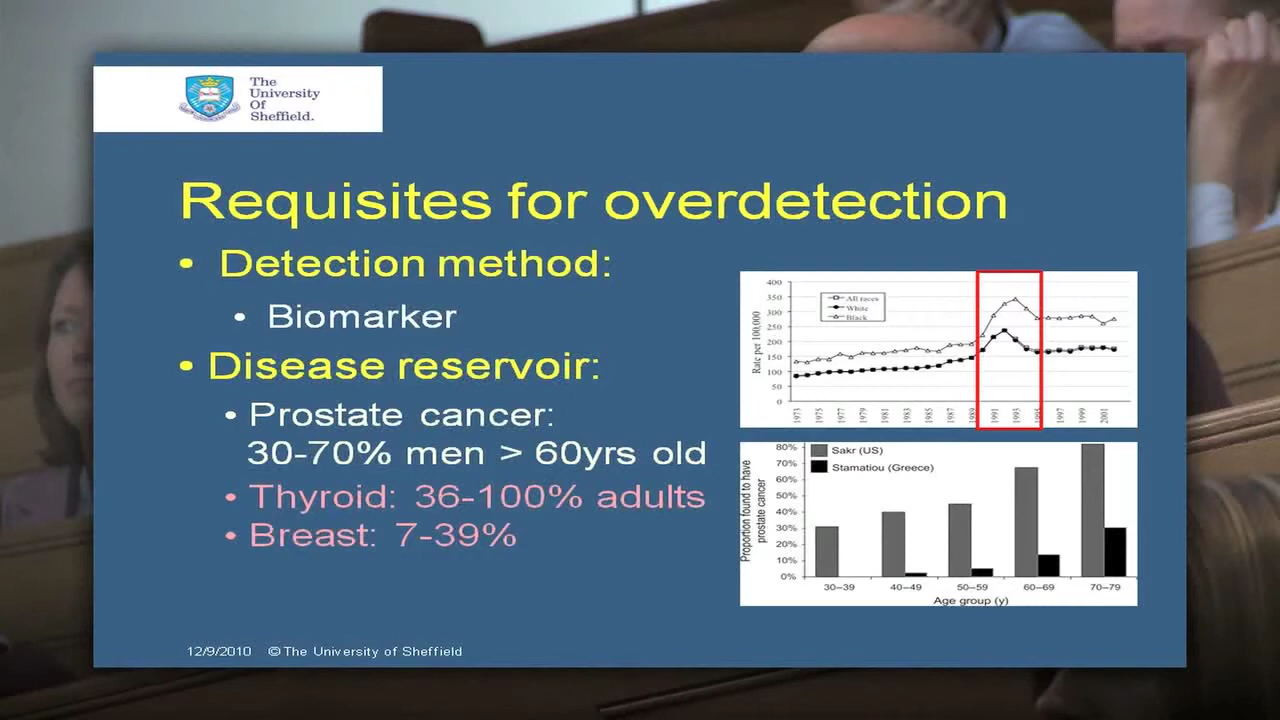 The
University
Of
Sheffield.
Requisites for overdetection
• Detection method:
• Biomarker
• Disease reservoir:
• Prostate cancer:
30-70% men > 60yrs old
• Thyroid: 36-100% adults
• Breast: 7-39%
400
350
300
250
200
150
100
50
0
Rate per 100,000
All races
White
Black
1973
1975
1977
1979
1981
1983
1985
1987
1989
1991
1993
1995
1997
1999
2001
80%
70%
60%
50%
40%
30%
20%
10%
0%
Proportion found to have
prostate cancer
Sakr (US)
Stamatiou (Greece)
30–39
40–49
50–59
60–69
70–79
Age group (y)
12/9/2010 © The University of Sheffield